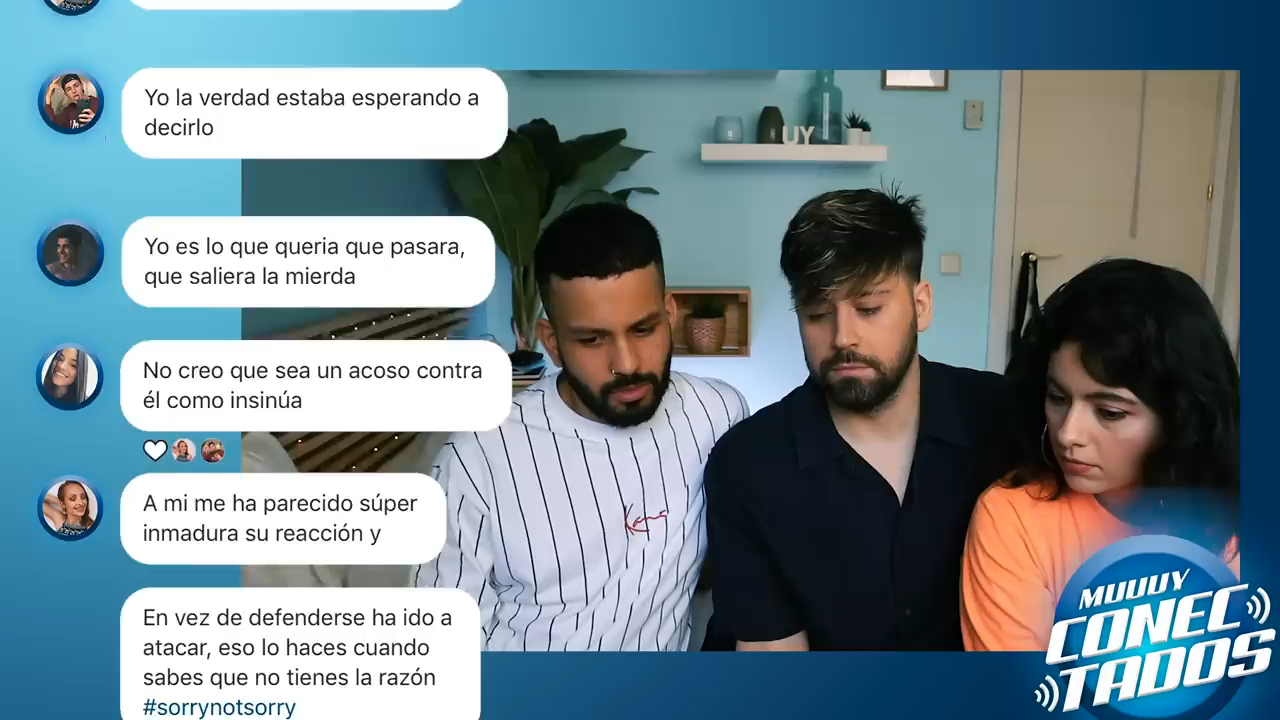 Yo la verdad estaba esperando a
decirlo
Yo es lo que queria que pasara,
que saliera la mierda
No creo que sea un acoso contra
él como insinúa
A mi me ha parecido súper
inmadura su reacción y
En vez de defenderse ha ido a
atacar, eso lo haces cuando
sabes que no tienes la razón
#sorrynotsorry
UY
MUUUY
CONEC
TADOS